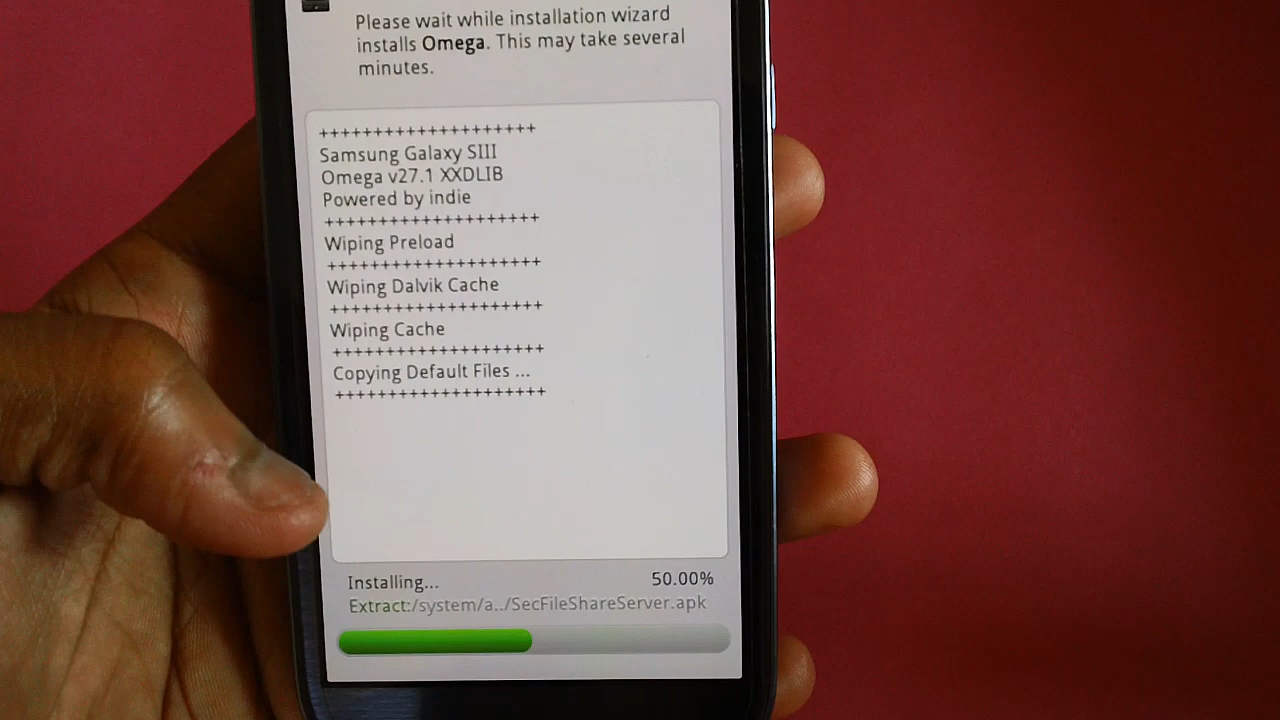 Please wait while installation wizard
installs Omega. This may take several
minutes.
++++++++++++++++++++
Samsung Galaxy SIII
Omega v27.1 XXDLIB
Powered by indie
++++++++++++++++++++
Wiping Preload
++++++++++++++++++++
Wiping Dalvik Cache
++++++++++++++++++++
Wiping Cache
++++++++++++++++++++
Copying Default Files ...
++++++++++++++++++++
Installing... 50.00%
Extract:/system/a../SecFileShareServer.apk